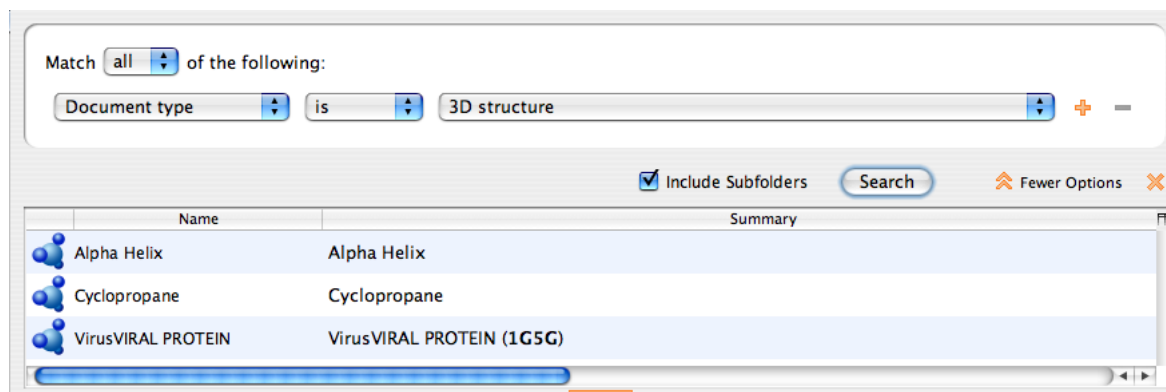 Match all of the following:
Document type is 3D structure
Include Subfolders Search Fewer Options
Name Summary
Alpha Helix Alpha Helix
Cyclopropane Cyclopropane
VirusVIRAL PROTEIN VirusVIRAL PROTEIN (1G5G)